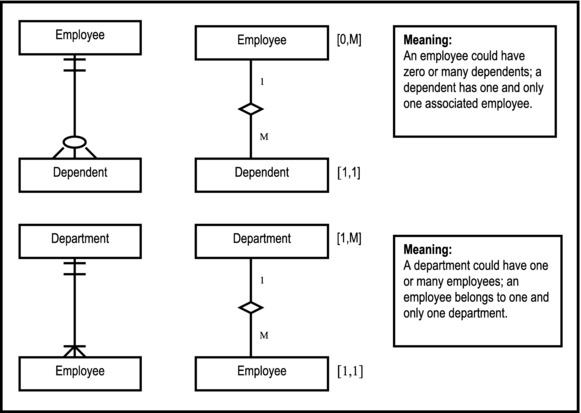 Employee
Employee [0,M]
Meaning:
An employee could have
zero or many dependents; a
dependent has one and only
one associated employee.
1
M
Dependent
Dependent [1,1]
Department
Department [1,M]
Meaning:
A department could have one
or many employees; an
employee belongs to one and
only one department.
1
M
Employee
Employee [1,1]